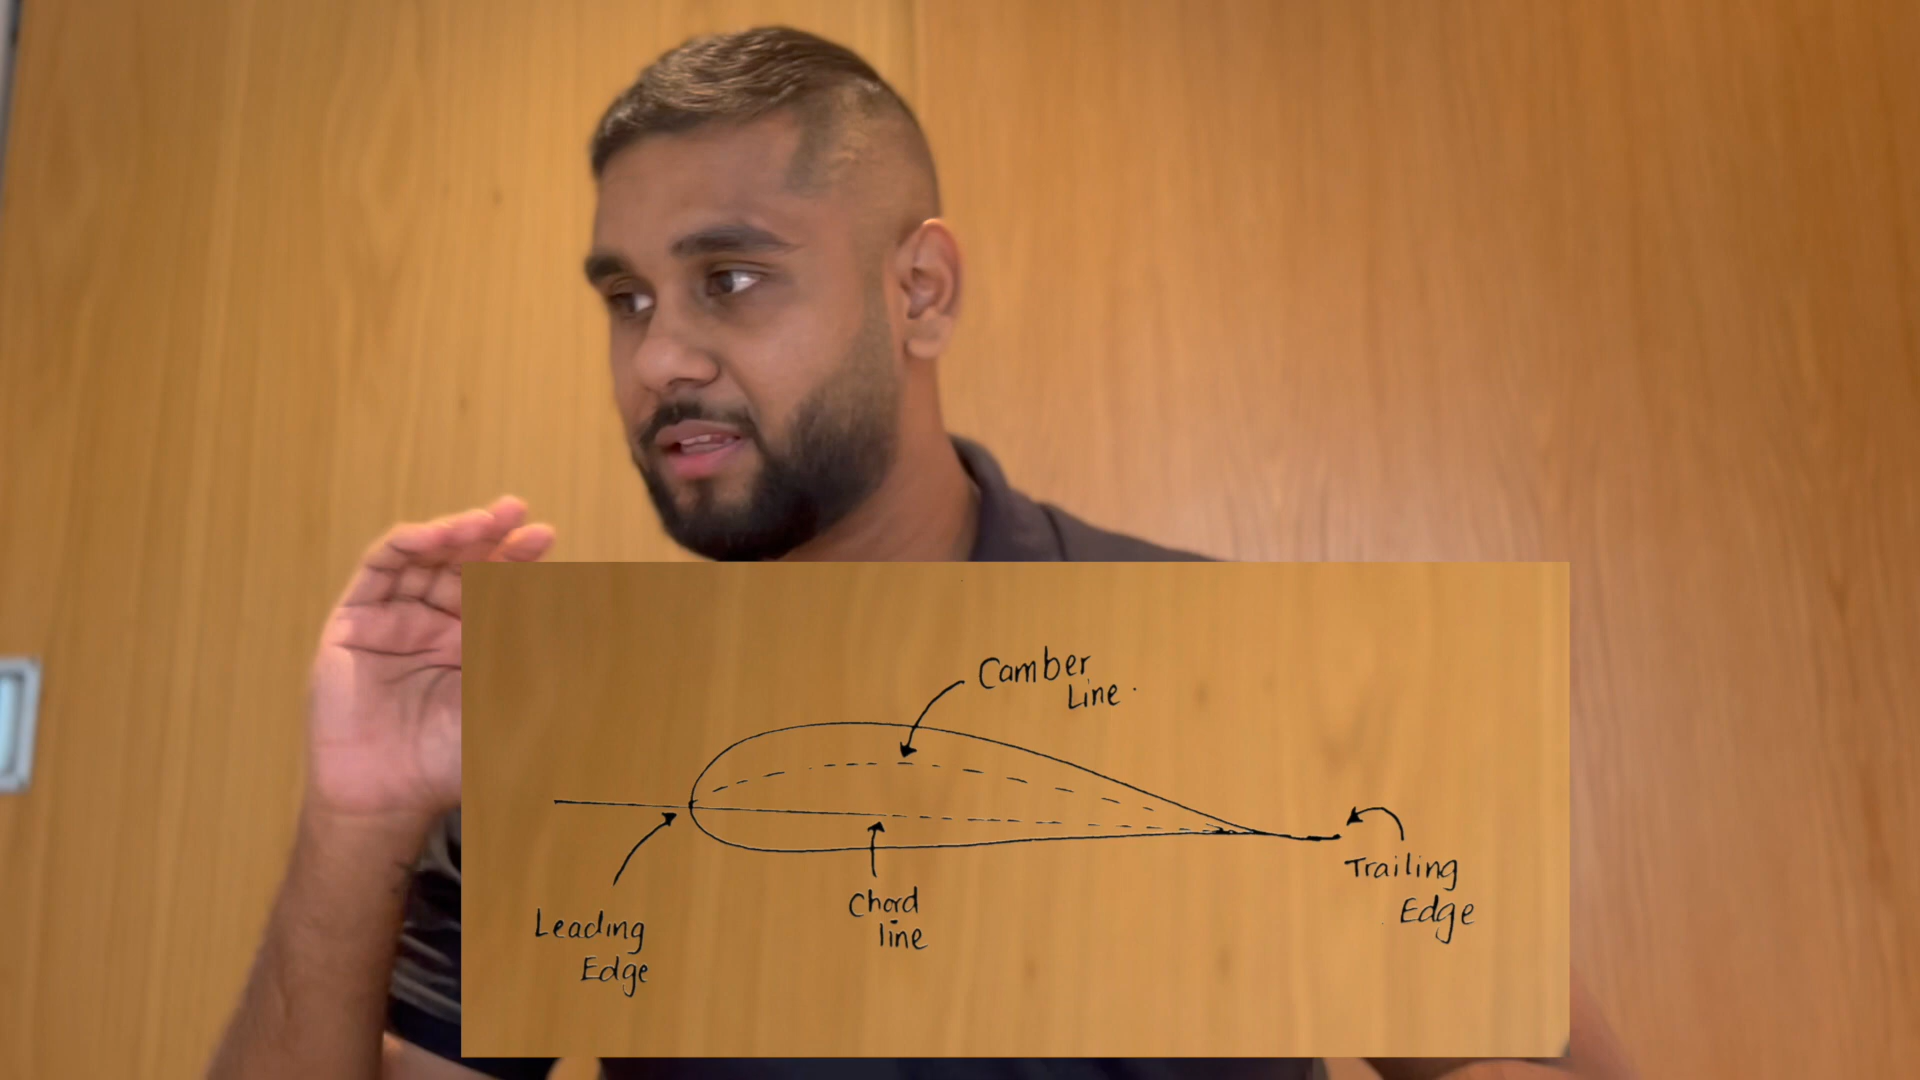 Camber
Line
Leading
Edge
Chord
line
Trailing
Edge